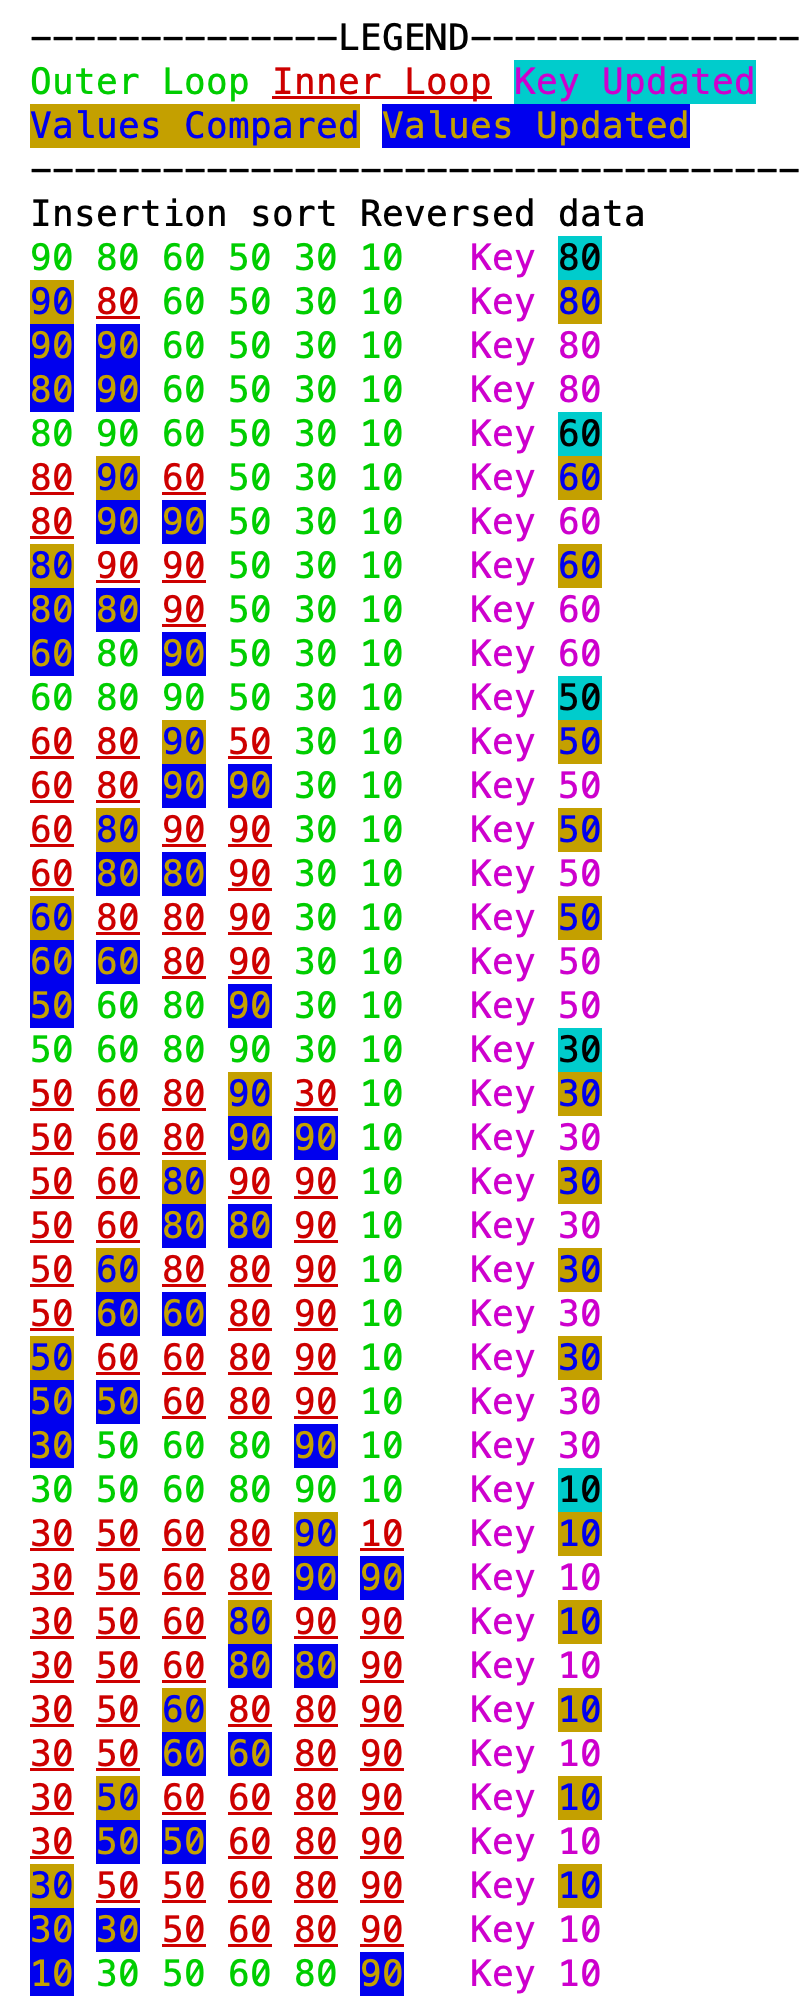 --------------LEGEND---------------
Outer Loop Inner Loop Key Updated
Values Compared Values Updated
-----------------------------------
Insertion sort Reversed data
90 80 60 50 30 10 Key 80
90 80 60 50 30 10 Key 80
90 90 60 50 30 10 Key 80
80 90 60 50 30 10 Key 80
80 90 60 50 30 10 Key 60
80 90 60 50 30 10 Key 60
80 90 90 50 30 10 Key 60
80 90 90 50 30 10 Key 60
80 80 90 50 30 10 Key 60
60 80 90 50 30 10 Key 60
60 80 90 50 30 10 Key 50
60 80 90 50 30 10 Key 50
60 80 90 90 30 10 Key 50
60 80 90 90 30 10 Key 50
60 80 80 90 30 10 Key 50
60 80 80 90 30 10 Key 50
60 60 80 90 30 10 Key 50
50 60 80 90 30 10 Key 50
50 60 80 90 30 10 Key 30
50 60 80 90 30 10 Key 30
50 60 80 90 90 10 Key 30
50 60 80 90 90 10 Key 30
50 60 80 80 90 10 Key 30
50 60 80 80 90 10 Key 30
50 60 60 80 90 10 Key 30
50 60 60 80 90 10 Key 30
50 50 60 80 90 10 Key 30
30 50 60 80 90 10 Key 30
30 50 60 80 90 10 Key 10
30 50 60 80 90 10 Key 10
30 50 60 80 90 90 Key 10
30 50 60 80 90 90 Key 10
30 50 60 80 80 90 Key 10
30 50 60 80 80 90 Key 10
30 50 60 60 80 90 Key 10
30 50 60 60 80 90 Key 10
30 50 50 60 80 90 Key 10
30 50 50 60 80 90 Key 10
30 30 50 60 80 90 Key 10
10 30 50 60 80 90 Key 10